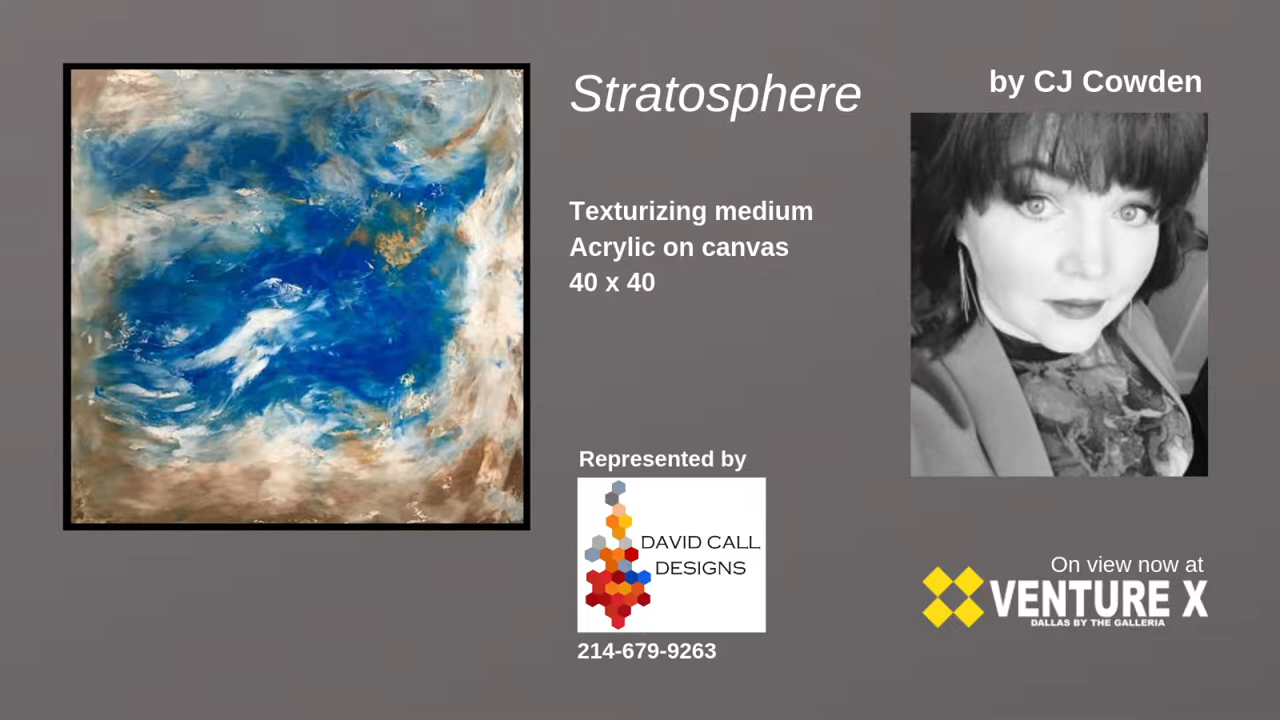 Stratosphere
by CJ Cowden
Texturizing medium
Acrylic on canvas
40 x 40
Represented by
DAVID CALL
DESIGNS
214-679-9263
On view now at
VENTURE X
DALLAS BY THE GALLERIA